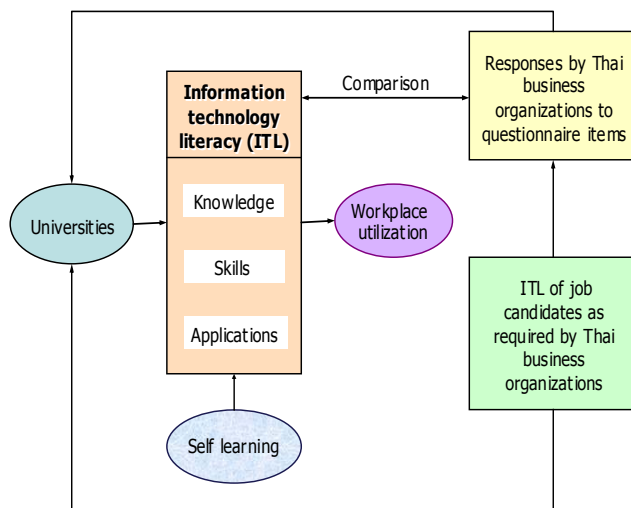 Comparison
Responses by Thai
business
organizations to
questionnaire items
Information
technology
literacy (ITL)
Knowledge
Skills
Applications
Universities
Workplace
utilization
ITL of job
candidates as
required by Thai
business
organizations
Self learning